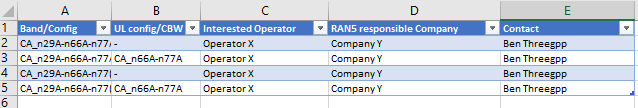 A B C D E
1 Band/Config UL config/CBW Interested Operator RAN5 responsible Company Contact
2 CA_n29A-n66A-n77 - Operator X Company Y Ben Threegpp
3 CA_n29A-n66A-n77 CA_n66A-n77A Operator X Company Y Ben Threegpp
4 CA_n29A-n66A-n77( - Operator X Company Y Ben Threegpp
5 CA_n29A-n66A-n77( CA_n66A-n77A Operator X Company Y Ben Threegpp
6